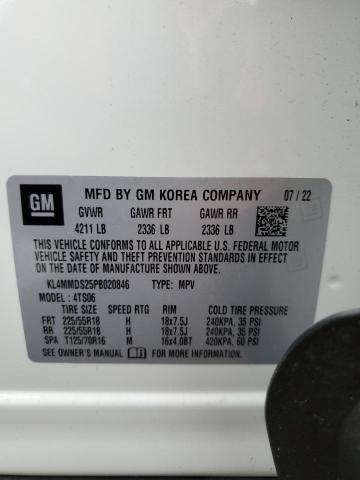 GM
MFD BY GM KOREA COMPANY 07/22
GVWR GAWR FRT GAWR RR
4211 LB 2336 LB 2336 LB
THIS VEHICLE CONFORMS TO ALL APPLICABLE U.S. FEDERAL MOTOR
VEHICLE SAFETY AND THEFT PREVENTION STANDARDS IN EFFECT ON
THE DATE OF MANUFACTURE SHOWN ABOVE.
KL4MMDS25PB020846 TYPE: MPV
MODEL: 4TS06
TIRE SIZE SPEED RTG RIM COLD TIRE PRESSURE
FRT 225/55R18 H 18x7.5J 240KPA, 35 PSI
RR 225/55R18 H 18x7.5J 240KPA, 35 PSI
SPA T125/70R16 M 16x4.0BT 420KPA, 60 PSI
SEE OWNER'S MANUAL FOR ADDITIONAL INFORMATION